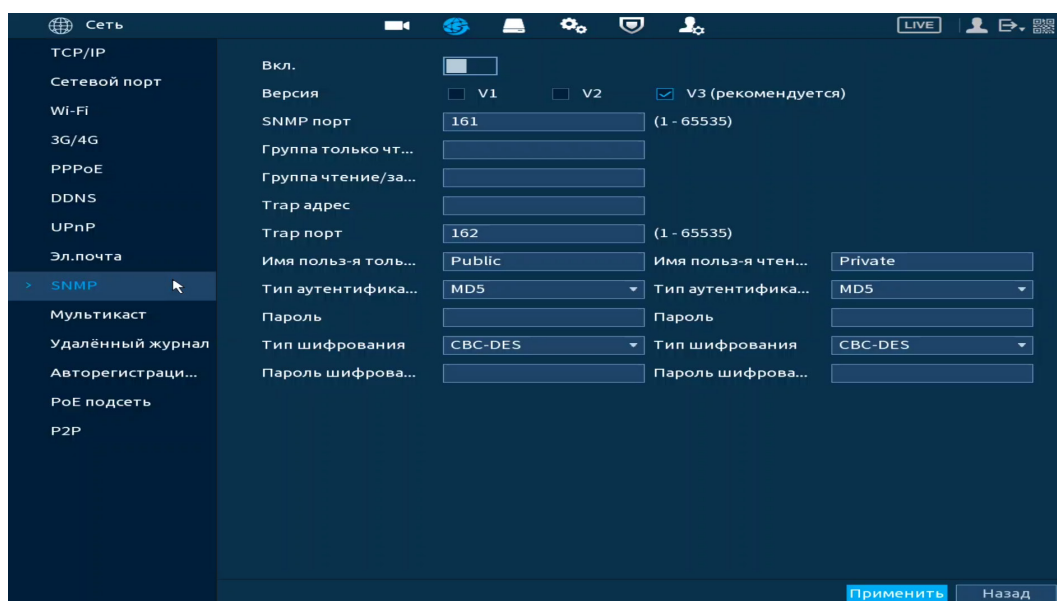 Сеть
LIVE
TCP/IP
Сетевой порт
Wi-Fi
3G/4G
PPPoE
DDNS
UPnP
Эл.почта
> SNMP
Мультикаст
Удалённый журнал
Авторегистраци...
PoE подсеть
P2P
Вкл.
Версия V1 V2 V3 (рекомендуется)
SNMP порт 161 (1 - 65535)
Группа только чт...
Группа чтение/за...
Trap адрес
Trap порт 162 (1 - 65535)
Имя польз-я толь... Public Имя польз-я чтен... Private
Тип аутентифика... MD5 Тип аутентифика... MD5
Пароль Пароль
Тип шифрования CBC-DES Тип шифрования CBC-DES
Пароль шифрова... Пароль шифрова...
Применить Назад